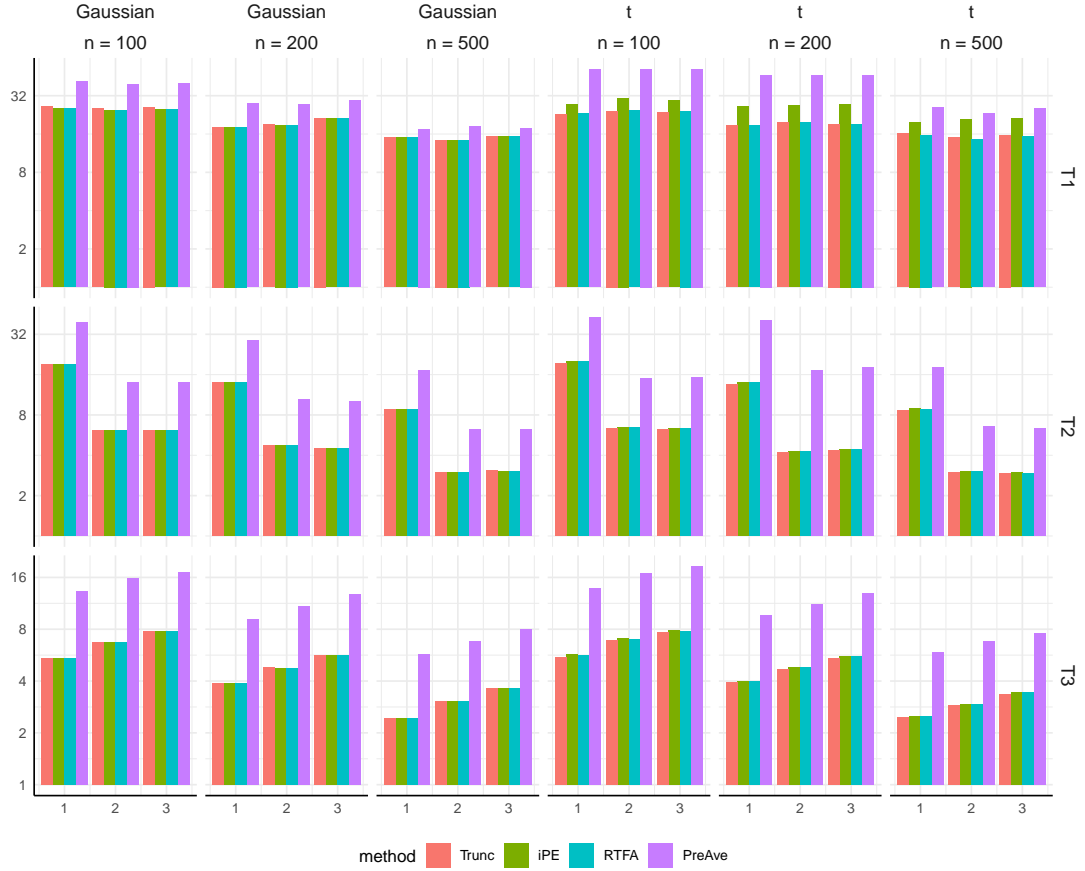 Gaussian Gaussian Gaussian t t t
n = 100 n = 200 n = 500 n = 100 n = 200 n = 500
32
8
2
T1
32
8
2
T2
16
8
4
2
1
T3
1 2 3 1 2 3 1 2 3 1 2 3 1 2 3 1 2 3
method Trunc iPE RTFA PreAve